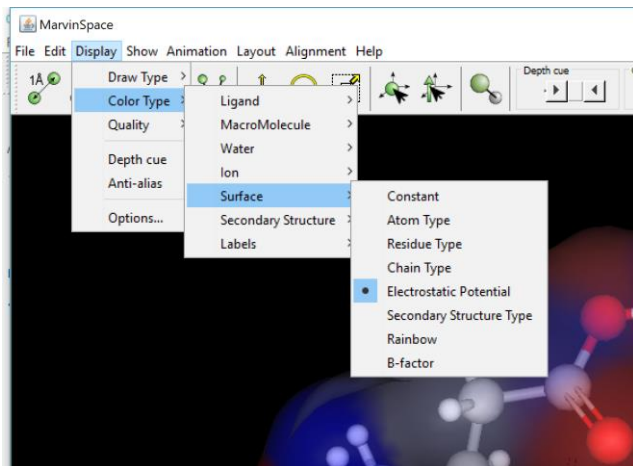 MarvinSpace
File Edit Display Show Animation Layout Alignment Help
1Å
Depth cue
Draw Type
Color Type
Quality
Depth cue
Anti-alias
Options...
Ligand
MacroMolecule
Water
Ion
Surface
Secondary Structure
Labels
Constant
Atom Type
Residue Type
Chain Type
Electrostatic Potential
Secondary Structure Type
Rainbow
B-factor